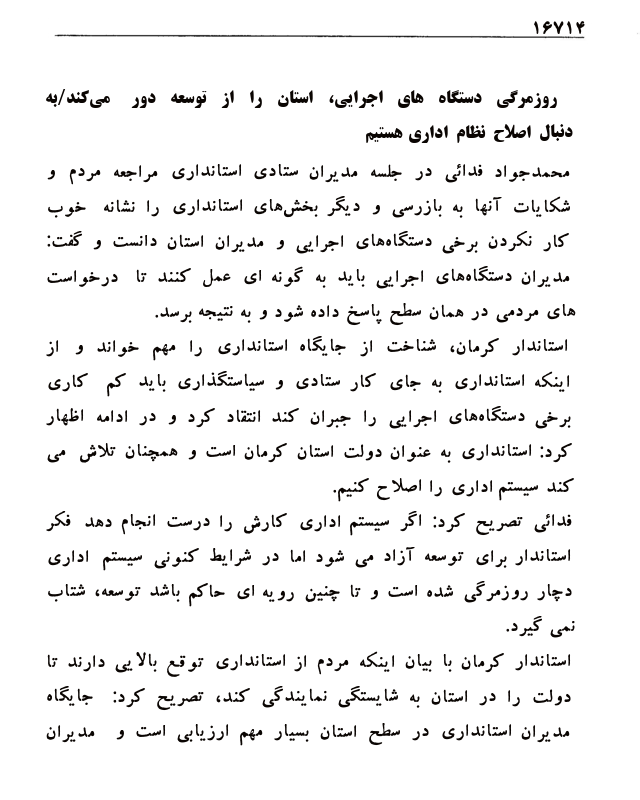 ۱۶۷۱۴
روزمرگی دستگاه های اجرایی، استان را از توسعه دور می‌کند/به
دنبال اصلاح نظام اداری هستیم
محمدجواد فدائی در جلسه مدیران ستادی استانداری مراجعه مردم و
شکایات آنها به بازرسی و دیگر بخش‌های استانداری را نشانه خوب
کار نکردن برخی دستگاه‌های اجرایی و مدیران استان دانست و گفت:
مدیران دستگاه‌های اجرایی باید به گونه ای عمل کنند تا درخواست
های مردمی در همان سطح پاسخ داده شود و به نتیجه برسد.
استاندار کرمان، شناخت از جایگاه استانداری را مهم خواند و از
اینکه استانداری به جای کار ستادی و سیاستگذاری باید کم کاری
برخی دستگاه‌های اجرایی را جبران کند انتقاد کرد و در ادامه اظهار
کرد: استانداری به عنوان دولت استان کرمان است و همچنان تلاش می
کند سیستم اداری را اصلاح کنیم.
فدائی تصریح کرد: اگر سیستم اداری کارش را درست انجام دهد فکر
استاندار برای توسعه آزاد می شود اما در شرایط کنونی سیستم اداری
دچار روزمرگی شده است و تا چنین رویه ای حاکم باشد توسعه، شتاب
نمی گیرد.
استاندار کرمان با بیان اینکه مردم از استانداری توقع بالایی دارند تا
دولت را در استان به شایستگی نمایندگی کند، تصریح کرد: جایگاه
مدیران استانداری در سطح استان بسیار مهم ارزیابی است و مدیران